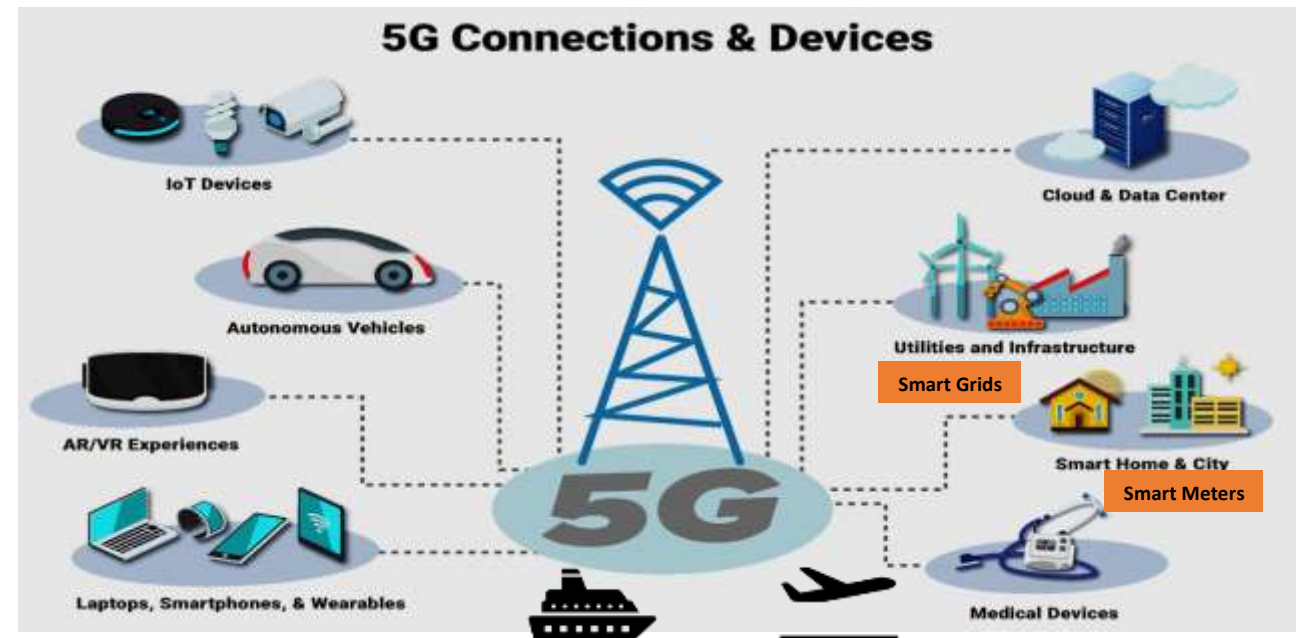 5G Connections & Devices
IoT Devices
Cloud & Data Center
Autonomous Vehicles
Utilities and Infrastructure
Smart Grids
AR/VR Experiences
Smart Home & City
Smart Meters
5G
Laptops, Smartphones, & Wearables
Medical Devices